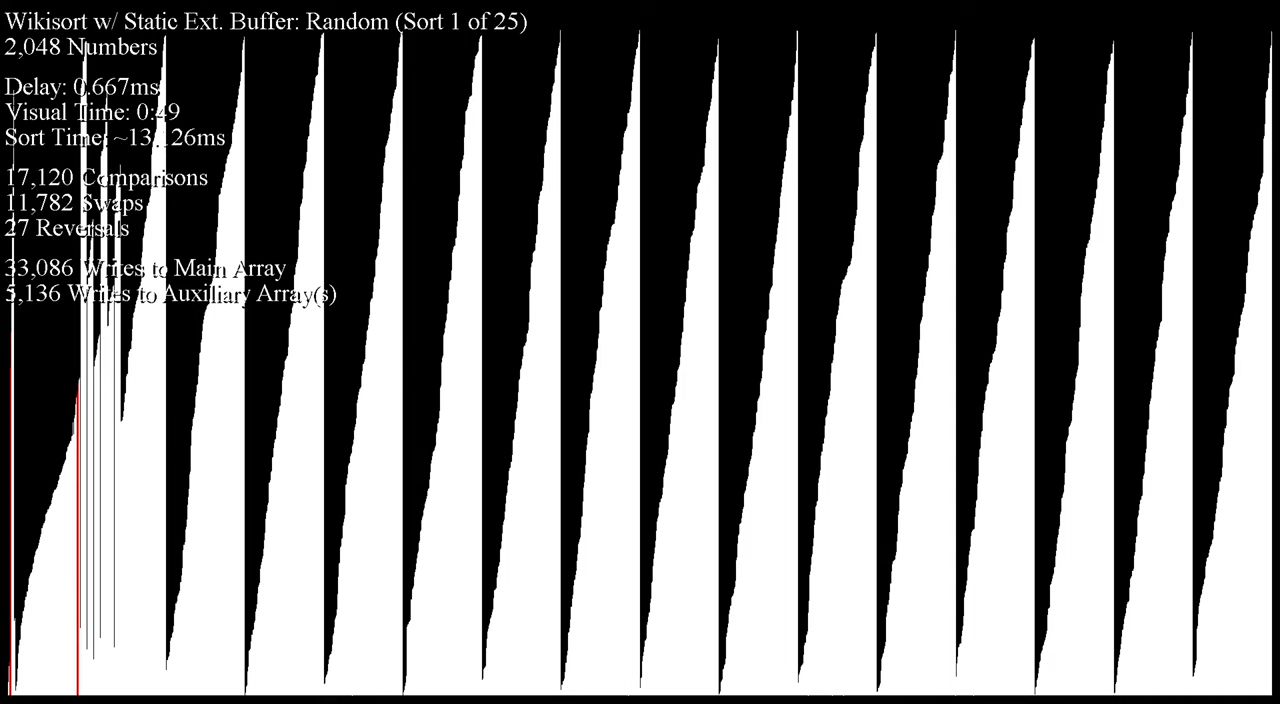 Wikisort w/ Static Ext. Buffer: Random (Sort 1 of 25)
2,048 Numbers
Delay: 0.667ms
Visual Time: 0:49
Sort Time: ~13,126ms
17,120 Comparisons
11,782 Swaps
27 Reversals
33,086 Writes to Main Array
5,136 Writes to Auxiliary Array(s)